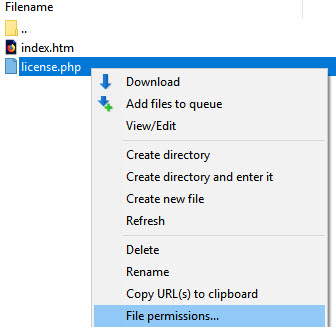 Filename
..
index.htm
license.php
Download
Add files to queue
View/Edit
Create directory
Create directory and enter it
Create new file
Refresh
Delete
Rename
Copy URL(s) to clipboard
File permissions...